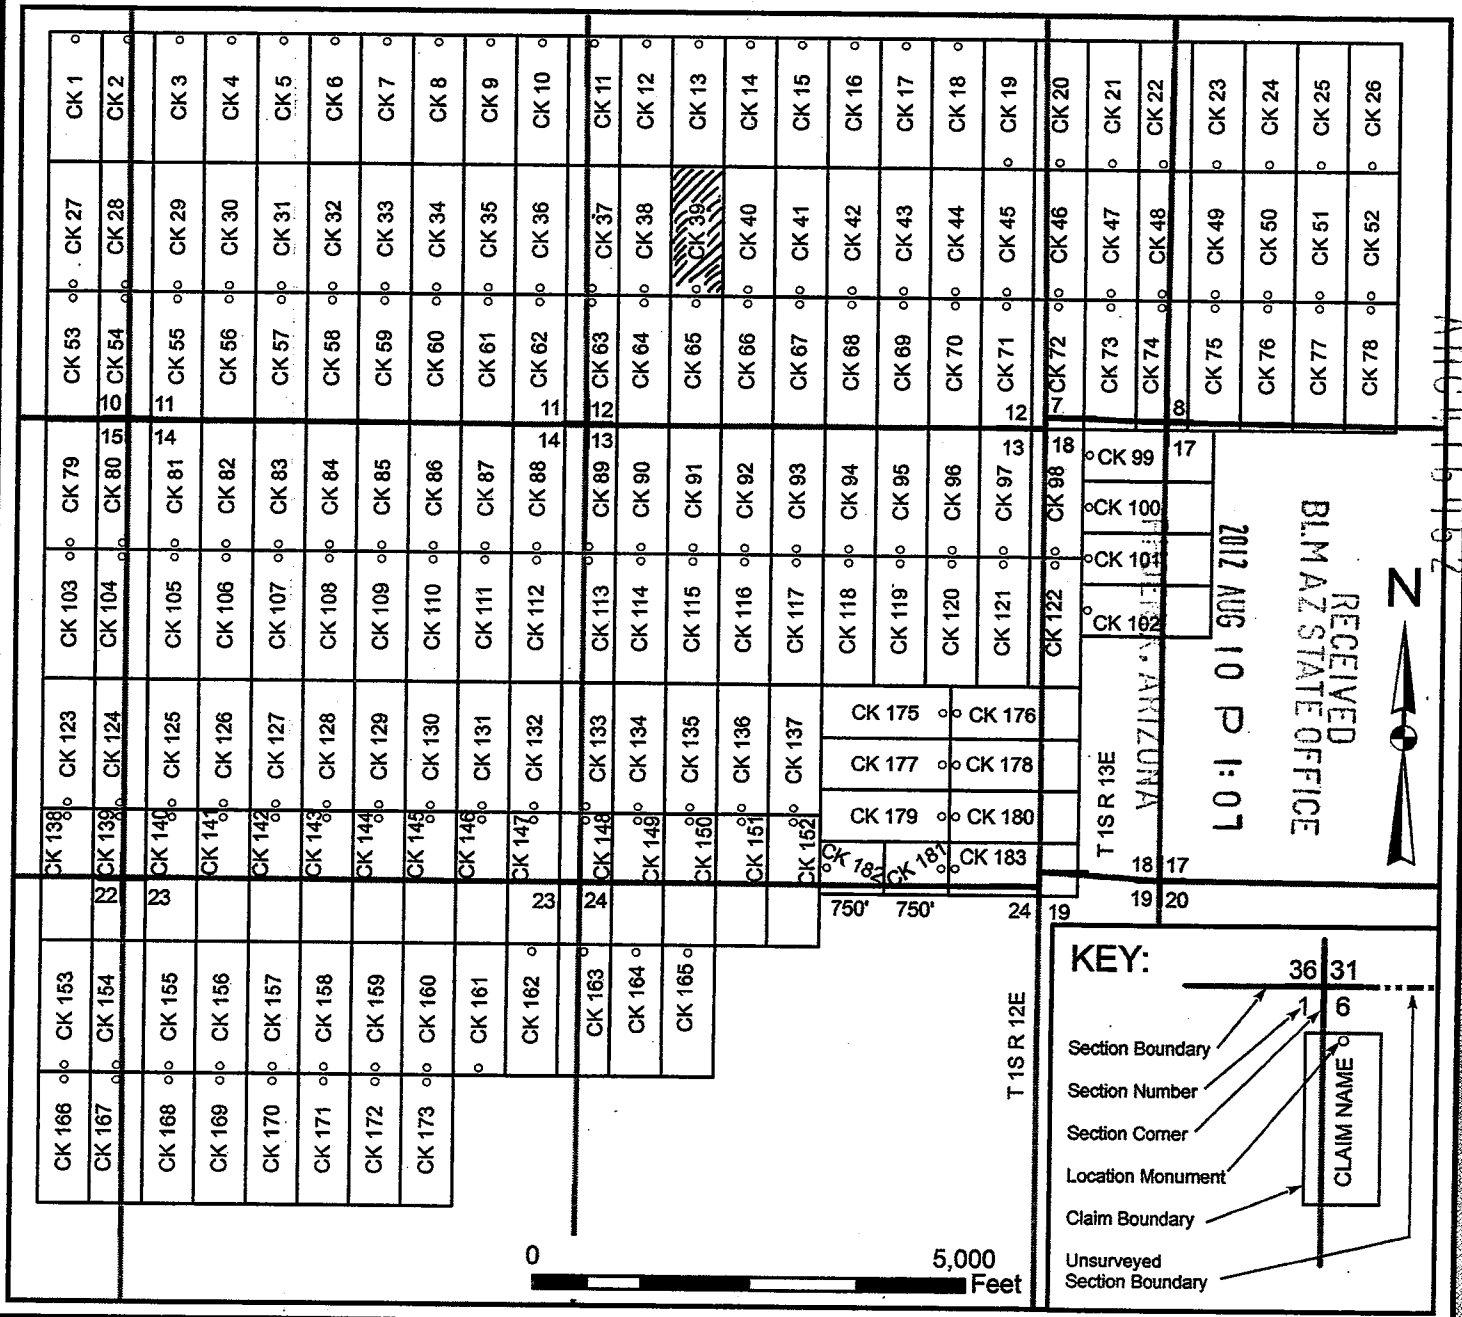 CK 1 CK 2 CK 3 CK 4 CK 5 CK 6 CK 7 CK 8 CK 9 CK 10 CK 11 CK 12 CK 13 CK 14 CK 15 CK 16 CK 17 CK 18 CK 19 CK 20 CK 21 CK 22 CK 23 CK 24 CK 25 CK 26
CK 27 CK 28 CK 29 CK 30 CK 31 CK 32 CK 33 CK 34 CK 35 CK 36 CK 37 CK 38 CK 39 CK 40 CK 41 CK 42 CK 43 CK 44 CK 45 CK 46 CK 47 CK 48 CK 49 CK 50 CK 51 CK 52
CK 53 CK 54 CK 55 CK 56 CK 57 CK 58 CK 59 CK 60 CK 61 CK 62 CK 63 CK 64 CK 65 CK 66 CK 67 CK 68 CK 69 CK 70 CK 71 CK 72 CK 73 CK 74 CK 75 CK 76 CK 77 CK 78
10 11 11 12 12 7 8
15 14 14 13 13 18 17
CK 79 CK 80 CK 81 CK 82 CK 83 CK 84 CK 85 CK 86 CK 87 CK 88 CK 89 CK 90 CK 91 CK 92 CK 93 CK 94 CK 95 CK 96 CK 97 CK 98
CK 99
CK 100
CK 101
CK 102
CK 103 CK 104 CK 105 CK 106 CK 107 CK 108 CK 109 CK 110 CK 111 CK 112 CK 113 CK 114 CK 115 CK 116 CK 117 CK 118 CK 119 CK 120 CK 121 CK 122
CK 123 CK 124 CK 125 CK 126 CK 127 CK 128 CK 129 CK 130 CK 131 CK 132 CK 133 CK 134 CK 135 CK 136 CK 137
CK 175 CK 176
CK 177 CK 178
CK 179 CK 180
CK 138 CK 139 CK 140 CK 141 CK 142 CK 143 CK 144 CK 145 CK 146 CK 147 CK 148 CK 149 CK 150 CK 151 CK 152
CK 182 CK 181 CK 183
18 17
22 23 23 24 24 19 19 20
750' 750'
CK 153 CK 154 CK 155 CK 156 CK 157 CK 158 CK 159 CK 160 CK 161 CK 162 CK 163 CK 164 CK 165
CK 166 CK 167 CK 168 CK 169 CK 170 CK 171 CK 172 CK 173
T 1S R 12E
T 1S R 13E
RECEIVED
BLM AZ STATE OFFICE
2012 AUG 10 P 1:07
ARIZONA
N
0 5,000
Feet
KEY:
36 31
1 6
Section Boundary
Section Number
Section Corner
Location Monument
Claim Boundary
Unsurveyed
Section Boundary
CLAIM NAME